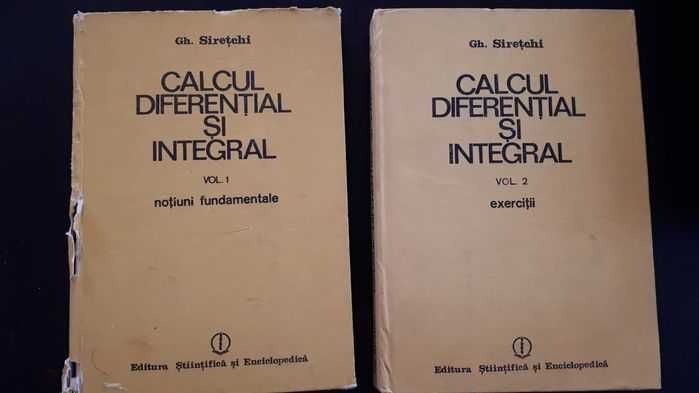 Gh. Sirețchi
CALCUL
DIFERENȚIAL
ȘI
INTEGRAL
VOL. 1
noțiuni fundamentale
Editura Științifică și Enciclopedică
Gh. Sirețchi
CALCUL
DIFERENȚIAL
ȘI
INTEGRAL
VOL. 2
exerciții
Editura Științifică și Enciclopedică